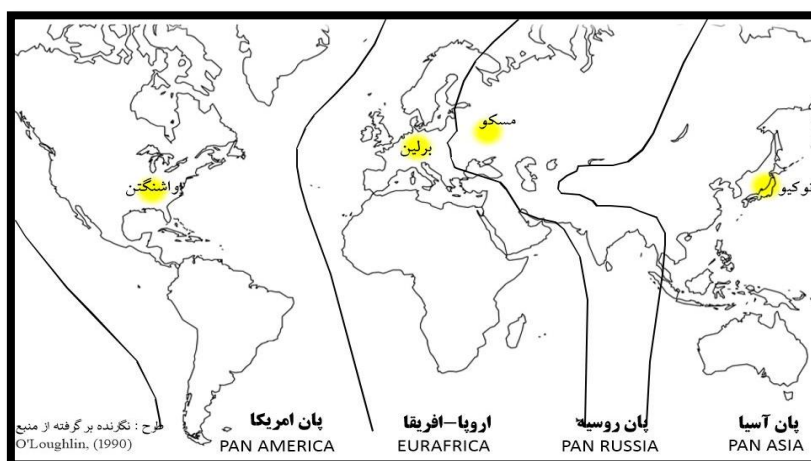 مسکو
برلین
واشنگتن
توکیو
پان امریکا
اروپا-افریقا
پان روسیه
پان آسیا
PAN AMERICA
EURAFRICA
PAN RUSSIA
PAN ASIA
طرح : نگارنده بر گرفته از منبع
O'Loughlin, (1990)